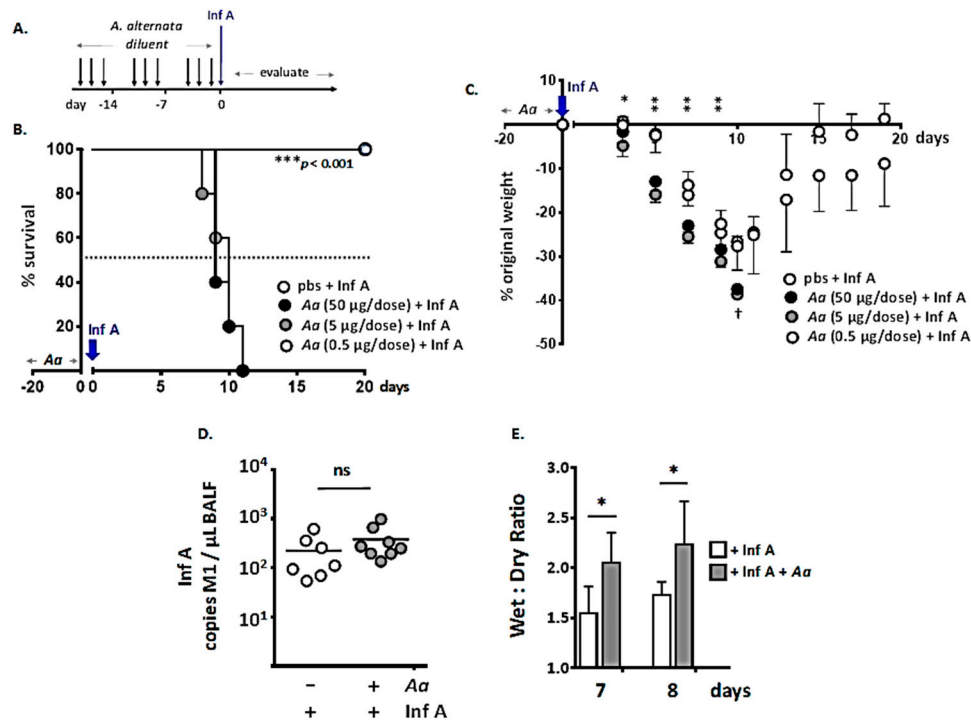 A.
A. alternata
diluent
Inf A
evaluate
day -14 -7 0
B.
100
80
60
40
20
% survival
***p< 0.001
pbs + Inf A
Aa (50 µg/dose) + Inf A
Aa (5 µg/dose) + Inf A
Aa (0.5 µg/dose) + Inf A
Inf A
Aa
-20 0 0 5 10 15 20 days
C.
Inf A
Aa
* ** ** **
10
0
-10
-20
-30
-40
-50
% original weight
-20 10 15 20
days
†
pbs + Inf A
Aa (50 µg/dose) + Inf A
Aa (5 µg/dose) + Inf A
Aa (0.5 µg/dose) + Inf A
D.
ns
10⁴
10³
10²
10¹
Inf A
copies M1 / µL BALF
– + Aa
+ + Inf A
E.
* *
3.0
2.5
2.0
1.5
1.0
Wet : Dry Ratio
+ Inf A
+ Inf A + Aa
7 8 days